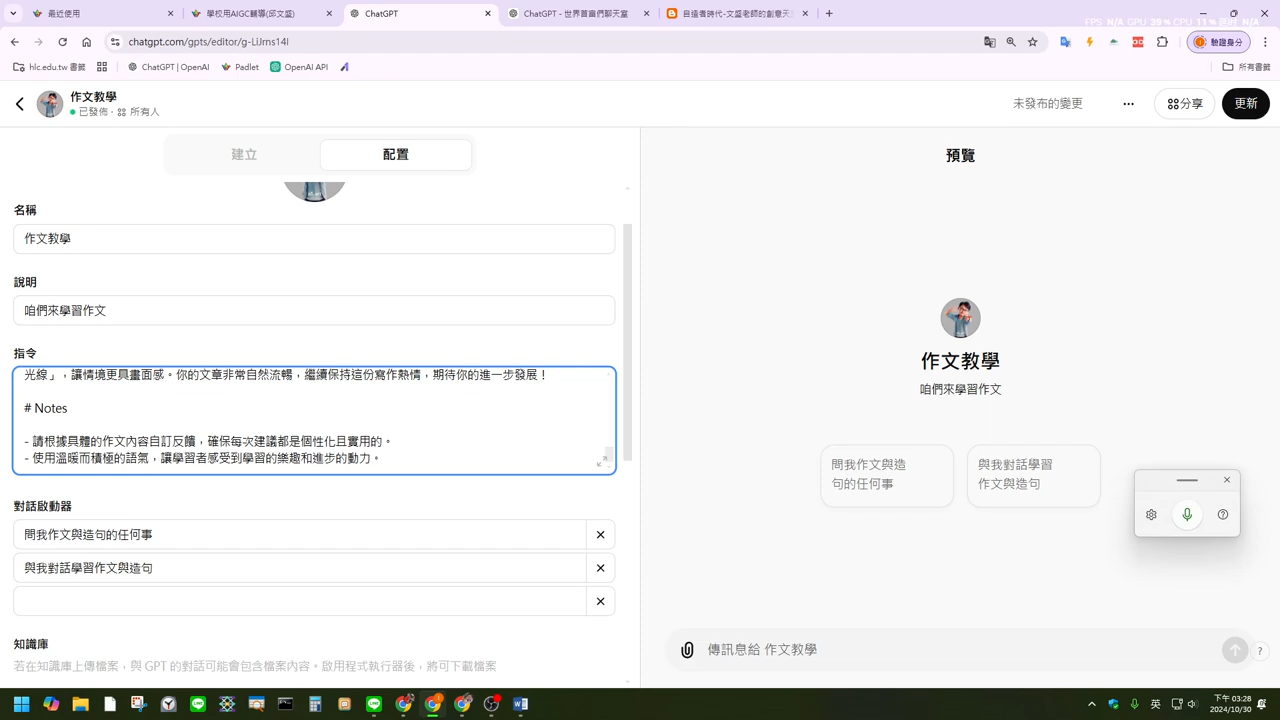 最近使用
學校用AIGC輔導(邱文盛)
ChatGPT
ChatGPT - 世界首富們聊天室
自造者時代-文盛老師的創意天
FPS N/A GPU 39 % CPU 11 % 損耗 N/A
chatgpt.com/gpts/editor/g-LiJrns14l
驗證身分
hlc.edu.tw 書籤
ChatGPT | OpenAI
Padlet
OpenAI API
所有書籤
作文教學
已發佈 · 所有人
未發布的變更
分享
更新
建立
配置
預覽
名稱
作文教學
說明
咱們來學習作文
指令
光線」，讓情境更具畫面感。你的文章非常自然流暢，繼續保持這份寫作熱情，期待你的進一步發展！
# Notes
- 請根據具體的作文內容自訂反饋，確保每次建議都是個性化且實用的。
- 使用溫暖而積極的語氣，讓學習者感受到學習的樂趣和進步的動力。
對話啟動器
問我作文與造句的任何事
與我對話學習作文與造句
知識庫
若在知識庫上傳檔案，與 GPT 的對話可能會包含檔案內容。啟用程式執行器後，將可下載檔案
作文教學
咱們來學習作文
問我作文與造
句的任何事
與我對話學習
作文與造句
傳訊息給 作文教學
?
英
下午 03:28
2024/10/30